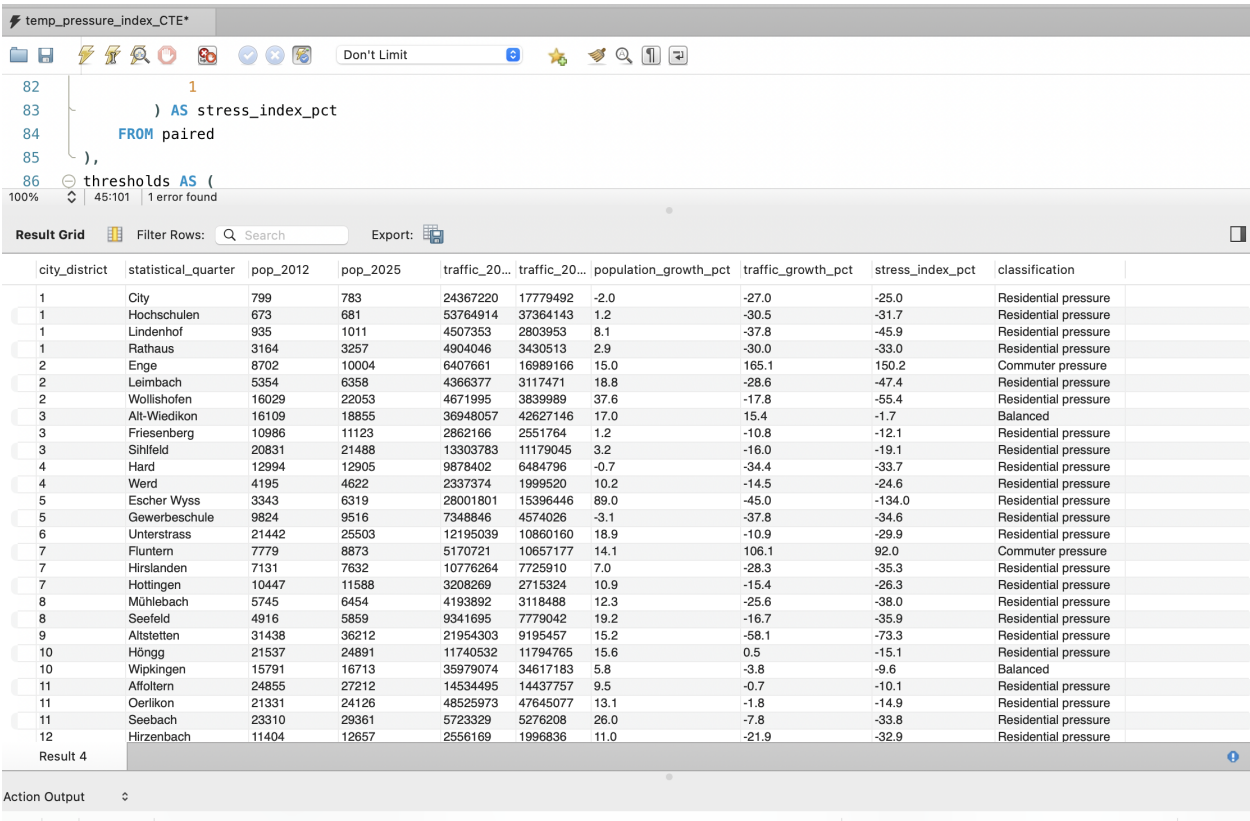 temp_pressure_index_CTE*
Don't Limit
82 1
83 ) AS stress_index_pct
84 FROM paired
85 ),
86 thresholds AS (
100% 45:101 1 error found
Result Grid Filter Rows: Search Export:
city_district statistical_quarter pop_2012 pop_2025 traffic_20... traffic_20... population_growth_pct traffic_growth_pct stress_index_pct classification
1 City 799 783 24367220 17779492 -2.0 -27.0 -25.0 Residential pressure
1 Hochschulen 673 681 53764914 37364143 1.2 -30.5 -31.7 Residential pressure
1 Lindenhof 935 1011 4507353 2803953 8.1 -37.8 -45.9 Residential pressure
1 Rathaus 3164 3257 4904046 3430513 2.9 -30.0 -33.0 Residential pressure
2 Enge 8702 10004 6407661 16989166 15.0 165.1 150.2 Commuter pressure
2 Leimbach 5354 6358 4366377 3117471 18.8 -28.6 -47.4 Residential pressure
2 Wollishofen 16029 22053 4671995 3839989 37.6 -17.8 -55.4 Residential pressure
3 Alt-Wiedikon 16109 18855 36948057 42627146 17.0 15.4 -1.7 Balanced
3 Friesenberg 10986 11123 2862166 2551764 1.2 -10.8 -12.1 Residential pressure
3 Sihlfeld 20831 21488 13303783 11179045 3.2 -16.0 -19.1 Residential pressure
4 Hard 12994 12905 9878402 6484796 -0.7 -34.4 -33.7 Residential pressure
4 Werd 4195 4622 2337374 1999520 10.2 -14.5 -24.6 Residential pressure
5 Escher Wyss 3343 6319 28001801 15396446 89.0 -45.0 -134.0 Residential pressure
5 Gewerbeschule 9824 9516 7348846 4574026 -3.1 -37.8 -34.6 Residential pressure
6 Unterstrass 21442 25503 12195039 10860160 18.9 -10.9 -29.9 Residential pressure
7 Fluntern 7779 8873 5170721 10657177 14.1 106.1 92.0 Commuter pressure
7 Hirslanden 7131 7632 10776264 7725910 7.0 -28.3 -35.3 Residential pressure
7 Hottingen 10447 11588 3208269 2715324 10.9 -15.4 -26.3 Residential pressure
8 Mühlebach 5745 6454 4193892 3118488 12.3 -25.6 -38.0 Residential pressure
8 Seefeld 4916 5859 9341695 7779042 19.2 -16.7 -35.9 Residential pressure
9 Altstetten 31438 36212 21954303 9195457 15.2 -58.1 -73.3 Residential pressure
10 Höngg 21537 24891 11740532 11794765 15.6 0.5 -15.1 Residential pressure
10 Wipkingen 15791 16713 35979074 34617183 5.8 -3.8 -9.6 Balanced
11 Affoltern 24855 27212 14534495 14437757 9.5 -0.7 -10.1 Residential pressure
11 Oerlikon 21331 24126 48525973 47645077 13.1 -1.8 -14.9 Residential pressure
11 Seebach 23310 29361 5723329 5276208 26.0 -7.8 -33.8 Residential pressure
12 Hirzenbach 11404 12657 2556169 1996836 11.0 -21.9 -32.9 Residential pressure
Result 4
Action Output